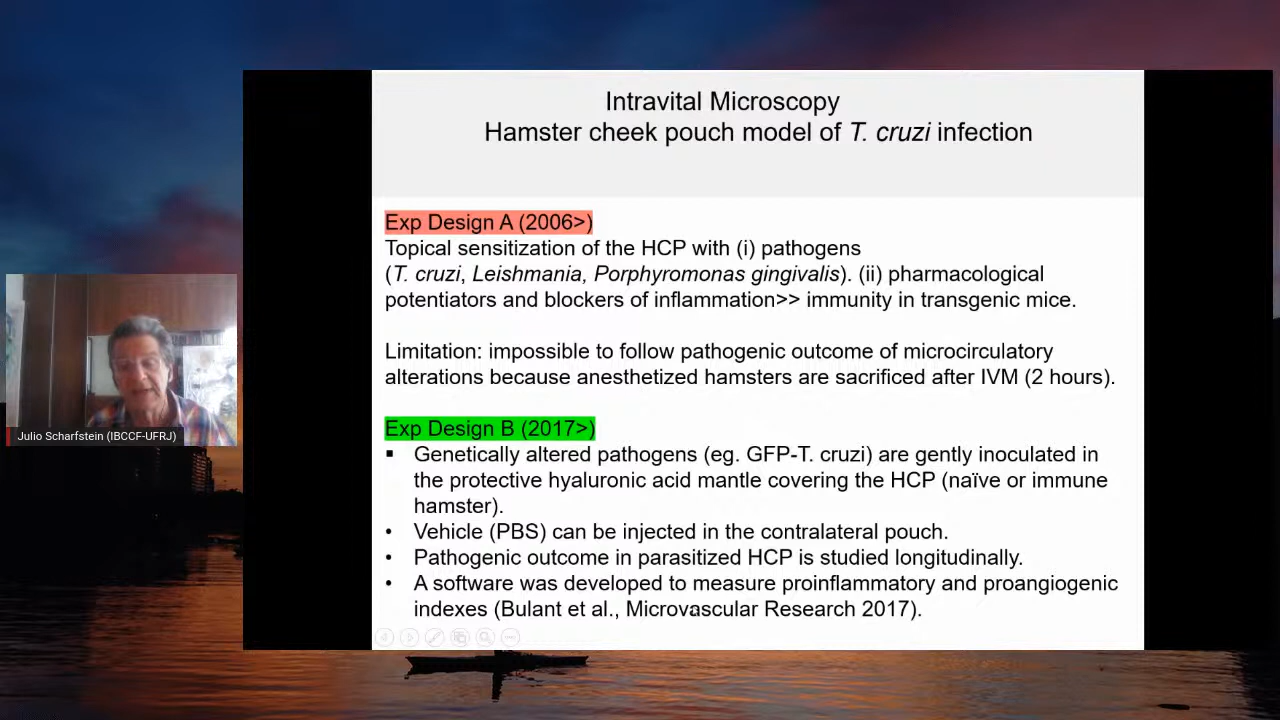 Intravital Microscopy
Hamster cheek pouch model of T. cruzi infection
Exp Design A (2006>)
Topical sensitization of the HCP with (i) pathogens
(T. cruzi, Leishmania, Porphyromonas gingivalis). (ii) pharmacological
potentiators and blockers of inflammation>> immunity in transgenic mice.
Limitation: impossible to follow pathogenic outcome of microcirculatory
alterations because anesthetized hamsters are sacrificed after IVM (2 hours).
Exp Design B (2017>)
▪ Genetically altered pathogens (eg. GFP-T. cruzi) are gently inoculated in
the protective hyaluronic acid mantle covering the HCP (naïve or immune
hamster).
• Vehicle (PBS) can be injected in the contralateral pouch.
• Pathogenic outcome in parasitized HCP is studied longitudinally.
• A software was developed to measure proinflammatory and proangiogenic
indexes (Bulant et al., Microvascular Research 2017).
Julio Scharfstein (IBCCF-UFRJ)